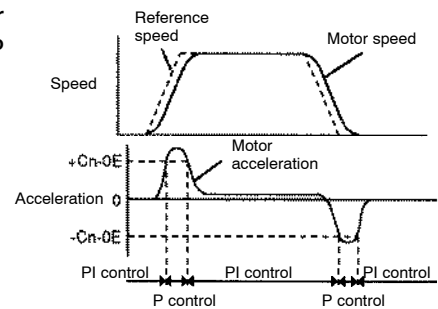 Reference
speed
Motor speed
Speed
Motor
acceleration
+Cn-0E
Acceleration 0
-Cn-0E
PI control
PI control
PI control
P control
P control